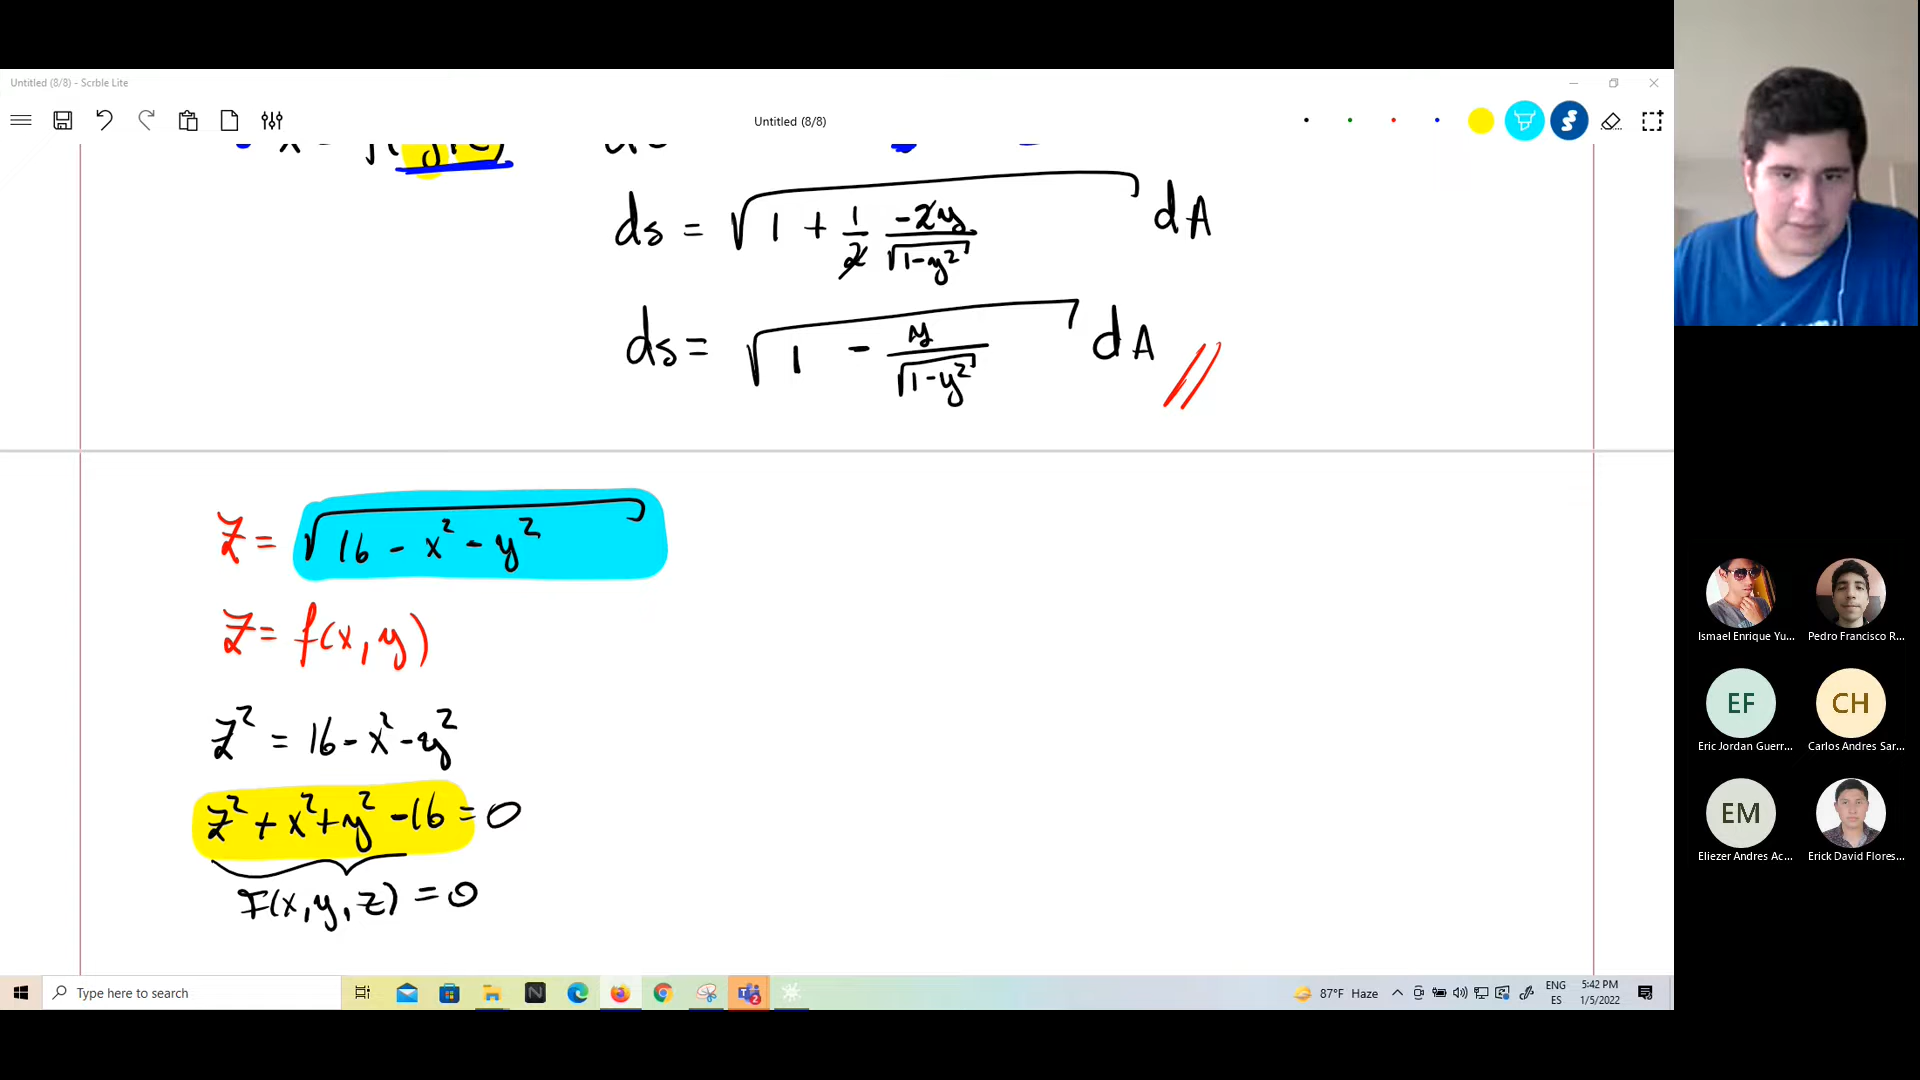 Untitled (8/8) - Scrble Lite
Untitled (8/8)
ds = √(1 + 1/2 (-2y)/√(1-y²)) dA
ds = √(1 - y/√(1-y²)) dA //
z = √(16 - x² - y²)
z = f(x, y)
z² = 16 - x² - y²
z² + x² + y² - 16 = 0
F(x, y, z) = 0
Ismael Enrique Yu...
Pedro Francisco R...
EF
CH
Eric Jordan Guerr...
Carlos Andres Sar...
EM
Eliezer Andres Ac...
Erick David Flores...
Type here to search
N
2
87°F Haze
ENG
ES
5:42 PM
1/5/2022